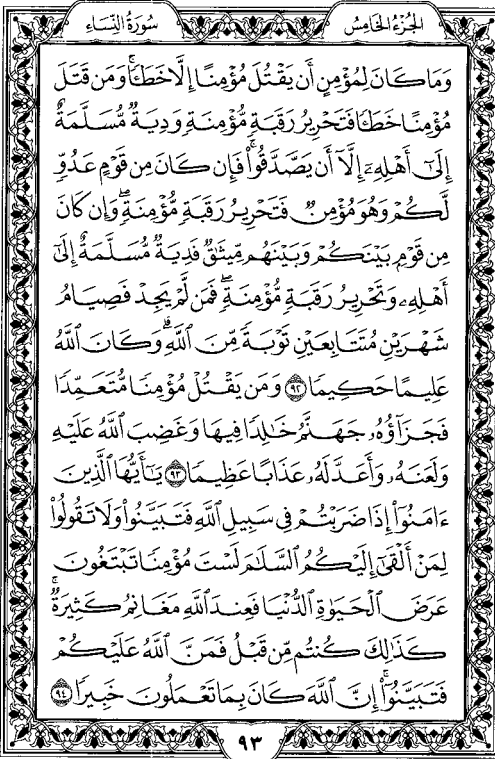 الجزء الخامس
سورة النساء
وَمَا كَانَ لِمُؤْمِنٍ أَن يَقْتُلَ مُؤْمِنًا إِلَّا خَطَـًٔا ۚ وَمَن قَتَلَ
مُؤْمِنًا خَطَـًٔا فَتَحْرِيرُ رَقَبَةٍ مُّؤْمِنَةٍ وَدِيَةٌ مُّسَلَّمَةٌ
إِلَىٰٓ أَهْلِهِۦٓ إِلَّآ أَن يَصَّدَّقُوا۟ ۚ فَإِن كَانَ مِن قَوْمٍ عَدُوٍّ
لَّكُمْ وَهُوَ مُؤْمِنٌ فَتَحْرِيرُ رَقَبَةٍ مُّؤْمِنَةٍ ۖ وَإِن كَانَ
مِن قَوْمٍۭ بَيْنَكُمْ وَبَيْنَهُم مِّيثَـٰقٌ فَدِيَةٌ مُّسَلَّمَةٌ إِلَىٰٓ
أَهْلِهِۦ وَتَحْرِيرُ رَقَبَةٍ مُّؤْمِنَةٍ ۖ فَمَن لَّمْ يَجِدْ فَصِيَامُ
شَهْرَيْنِ مُتَتَابِعَيْنِ تَوْبَةً مِّنَ ٱللَّهِ ۗ وَكَانَ ٱللَّهُ
عَلِيمًا حَكِيمًا ٩٢ وَمَن يَقْتُلْ مُؤْمِنًا مُّتَعَمِّدًا
فَجَزَآؤُهُۥ جَهَنَّمُ خَـٰلِدًا فِيهَا وَغَضِبَ ٱللَّهُ عَلَيْهِ
وَلَعَنَهُۥ وَأَعَدَّ لَهُۥ عَذَابًا عَظِيمًا ٩٣ يَـٰٓأَيُّهَا ٱلَّذِينَ
ءَامَنُوٓا۟ إِذَا ضَرَبْتُمْ فِى سَبِيلِ ٱللَّهِ فَتَبَيَّنُوا۟ وَلَا تَقُولُوا۟
لِمَنْ أَلْقَىٰٓ إِلَيْكُمُ ٱلسَّلَـٰمَ لَسْتَ مُؤْمِنًا تَبْتَغُونَ
عَرَضَ ٱلْحَيَوٰةِ ٱلدُّنْيَا فَعِندَ ٱللَّهِ مَغَانِمُ كَثِيرَةٌ ۚ
كَذَٰلِكَ كُنتُم مِّن قَبْلُ فَمَنَّ ٱللَّهُ عَلَيْكُمْ
فَتَبَيَّنُوٓا۟ ۚ إِنَّ ٱللَّهَ كَانَ بِمَا تَعْمَلُونَ خَبِيرًا ٩٤
٩٣